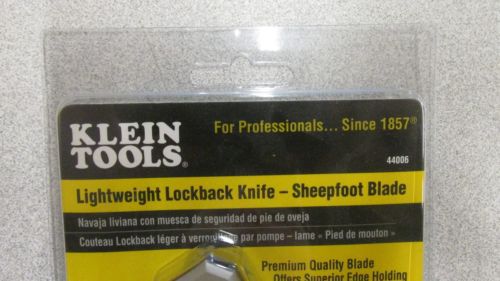 KLEIN
TOOLS®
For Professionals... Since 1857®
44006
Lightweight Lockback Knife – Sheepfoot Blade
Navaja liviana con muesca de seguridad de pie de oveja
Couteau Lockback léger à verrouillage par pompe – lame « Pied de mouton »
Premium Quality Blade
Offers Superior Edge Holding